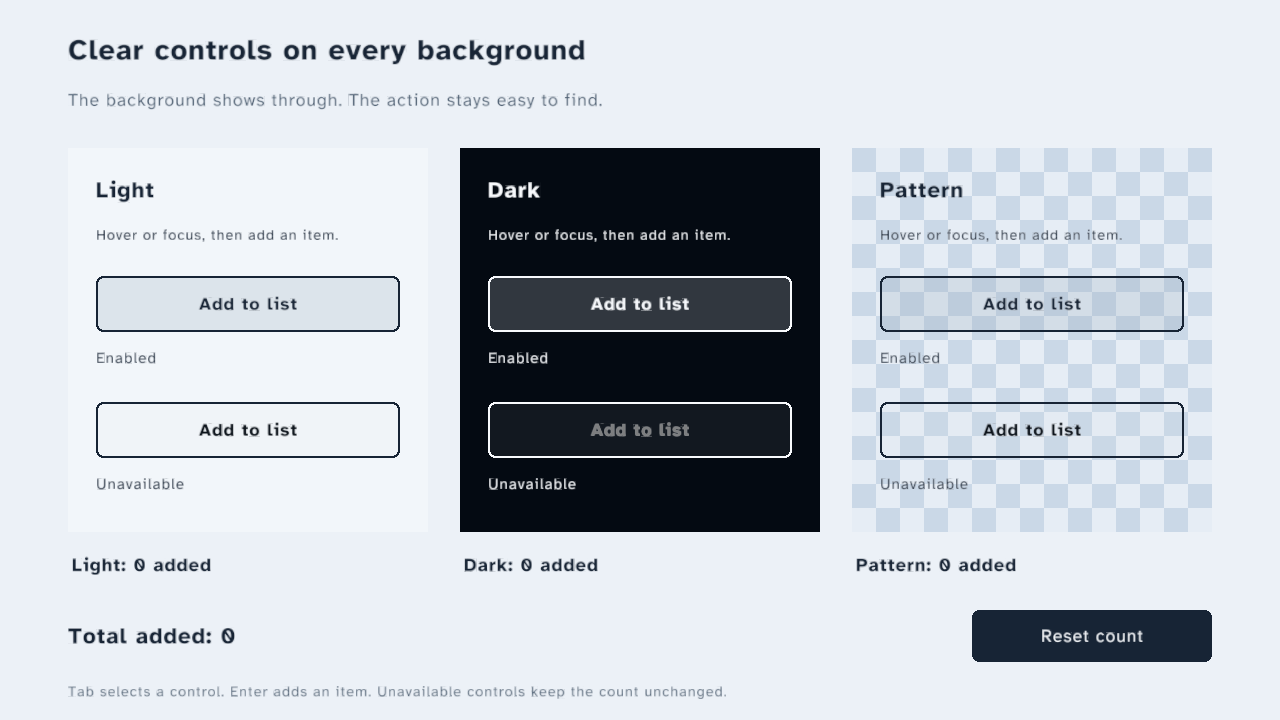 Clear controls on every background
The background shows through. The action stays easy to find.
Light
Hover or focus, then add an item.
Add to list
Enabled
Add to list
Unavailable
Light: 0 added
Dark
Hover or focus, then add an item.
Add to list
Enabled
Add to list
Unavailable
Dark: 0 added
Pattern
Hover or focus, then add an item.
Add to list
Enabled
Add to list
Unavailable
Pattern: 0 added
Total added: 0
Reset count
Tab selects a control. Enter adds an item. Unavailable controls keep the count unchanged.